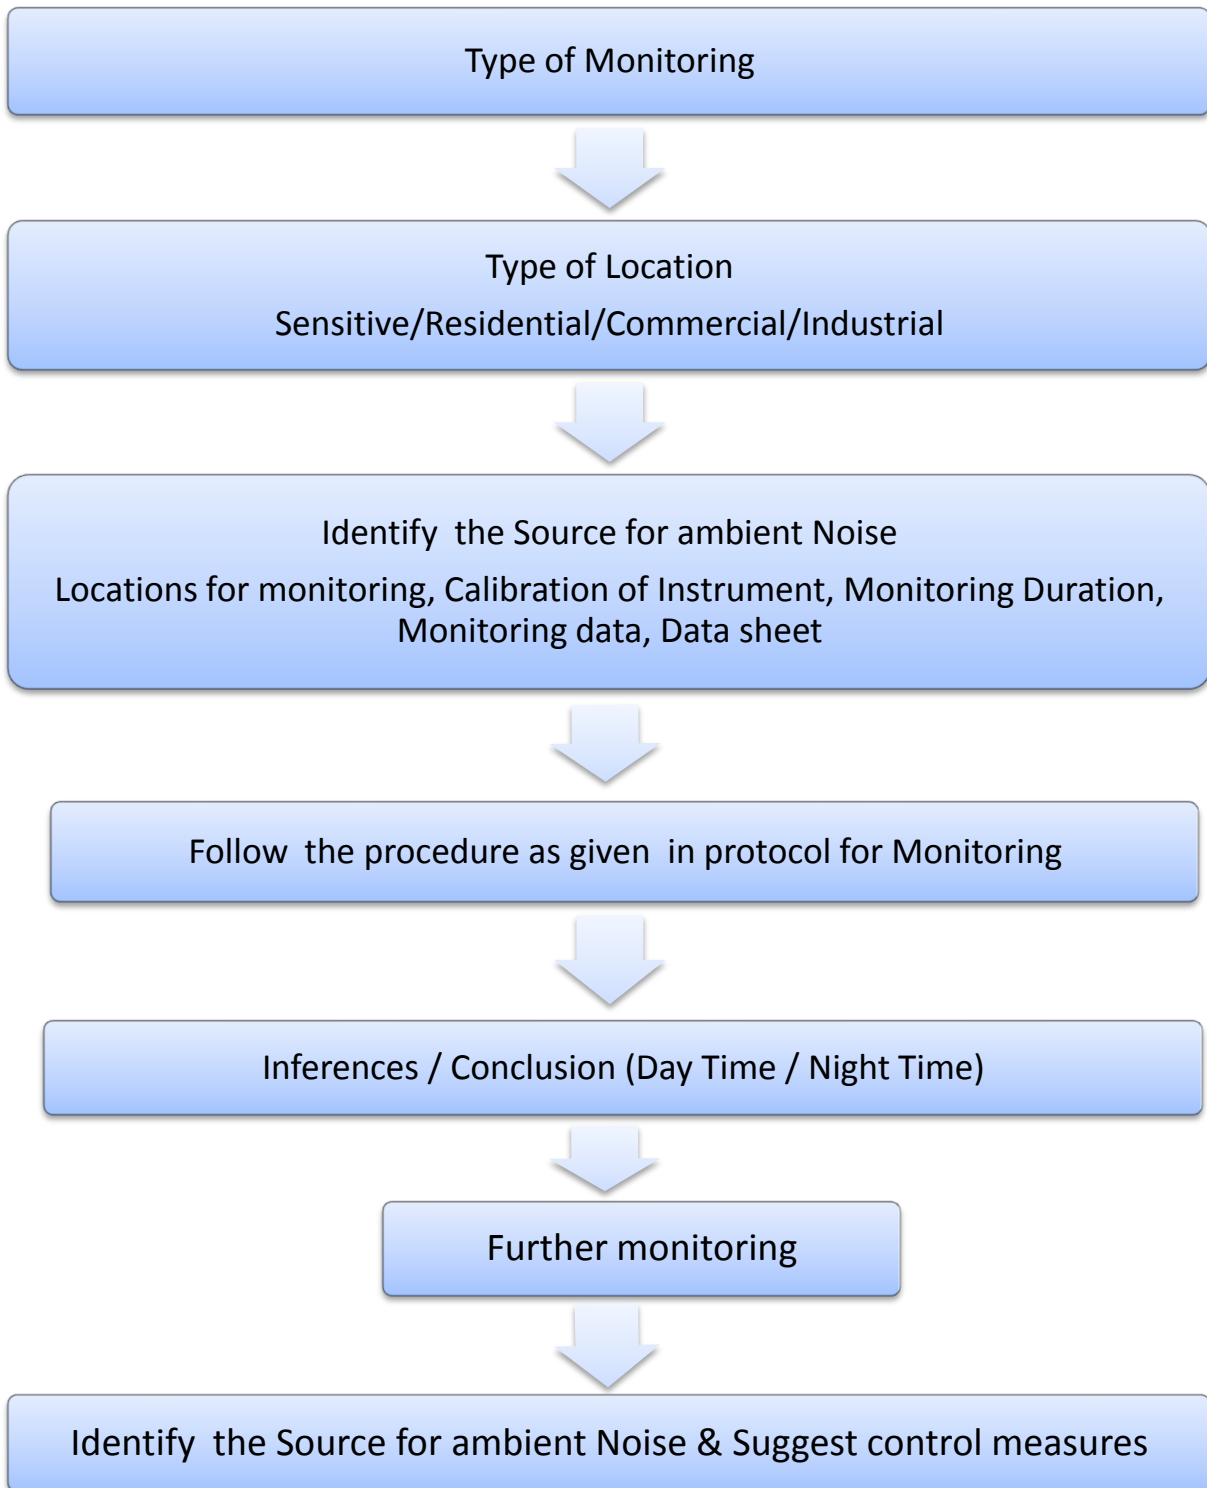 Type of Monitoring
Type of Location
Sensitive/Residential/Commercial/Industrial
Identify  the Source for ambient Noise
Locations for monitoring, Calibration of Instrument, Monitoring Duration,
Monitoring data, Data sheet
Follow  the procedure as given  in protocol for Monitoring
Inferences / Conclusion (Day Time / Night Time)
Further monitoring
Identify  the Source for ambient Noise & Suggest control measures